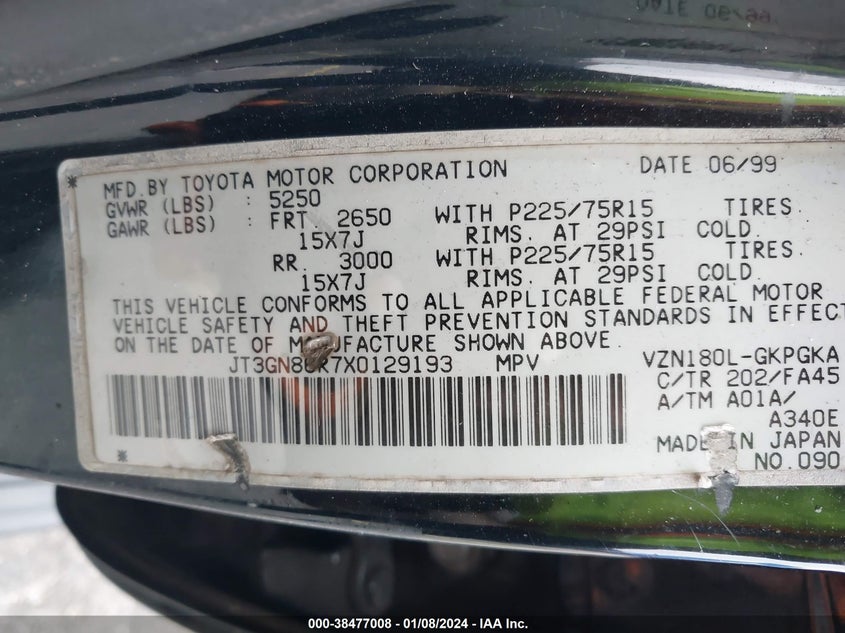 MFD.BY TOYOTA MOTOR CORPORATION DATE 06/99
GVWR (LBS) : 5250
GAWR (LBS) : FRT. 2650 WITH P225/75R15 TIRES.
15X7J RIMS. AT 29PSI COLD.
RR. 3000 WITH P225/75R15 TIRES.
15X7J RIMS. AT 29PSI COLD.
THIS VEHICLE CONFORMS TO ALL APPLICABLE FEDERAL MOTOR
VEHICLE SAFETY AND THEFT PREVENTION STANDARDS IN EFFECT
ON THE DATE OF MANUFACTURE SHOWN ABOVE.
MPV VZN180L-GKPGKA
C/TR 202/FA45
A/TM A01A/
A340E
MADE IN JAPAN
NO.090
000-38477008 - 01/08/2024 - IAA Inc.